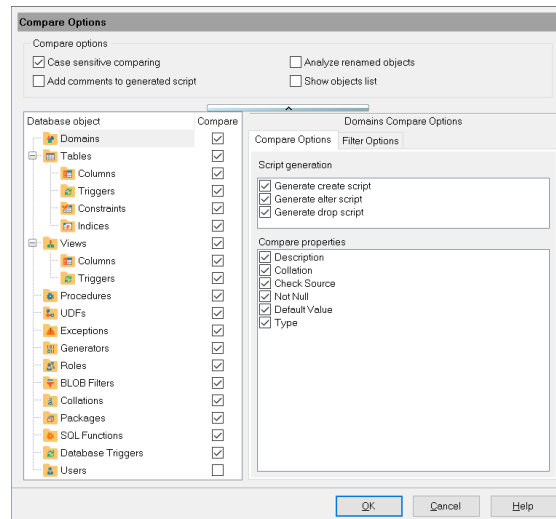 Compare Options
Compare options
Case sensitive comparing
Analyze renamed objects
Add comments to generated script
Show objects list
Database object Compare
Domains
Tables
Columns
Triggers
Constraints
Indices
Views
Columns
Triggers
Procedures
UDFs
Exceptions
Generators
Roles
BLOB Filters
Collations
Packages
SQL Functions
Database Triggers
Users
Domains Compare Options
Compare Options Filter Options
Script generation
Generate create script
Generate alter script
Generate drop script
Compare properties
Description
Collation
Check Source
Not Null
Default Value
Type
OK Cancel Help